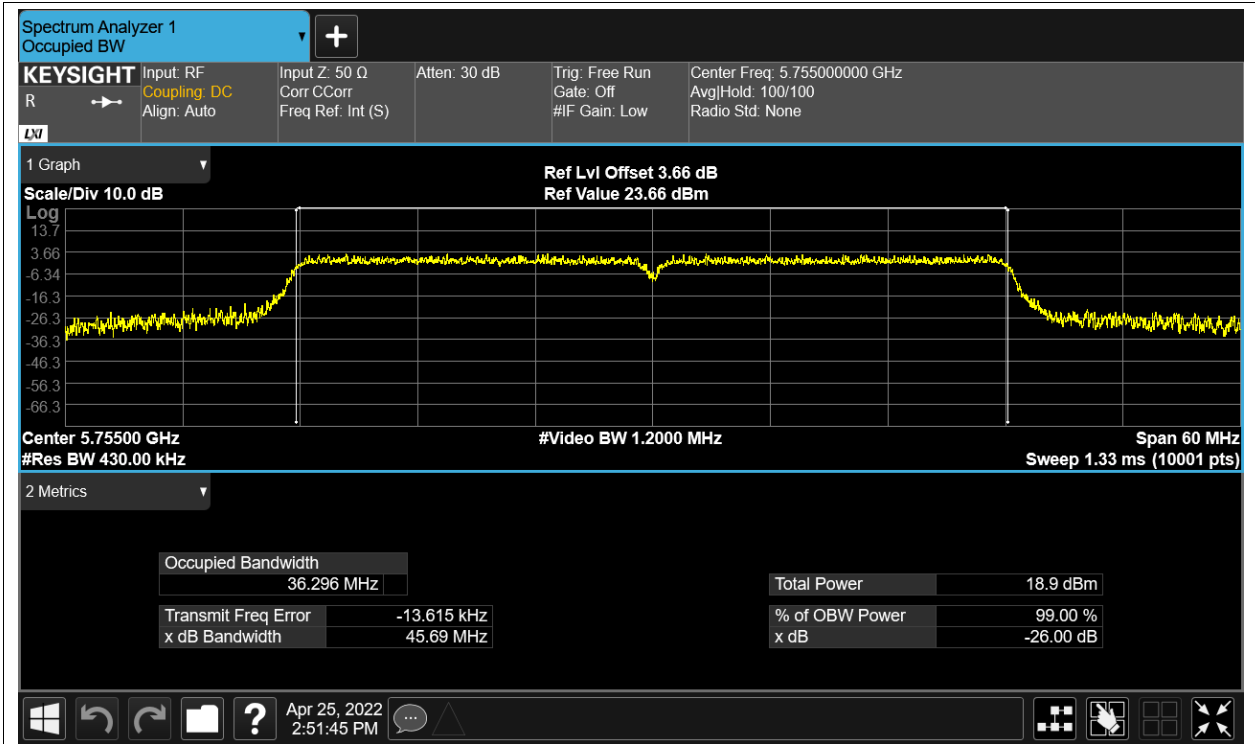 Spectrum Analyzer 1
Occupied BW
KEYSIGHT
R
LXI
Input: RF
Coupling: DC
Align: Auto
Input Z: 50 Ω
Corr CCorr
Freq Ref: Int (S)
Atten: 30 dB
Trig: Free Run
Gate: Off
#IF Gain: Low
Center Freq: 5.755000000 GHz
Avg|Hold: 100/100
Radio Std: None
1 Graph
Scale/Div 10.0 dB
Ref Lvl Offset 3.66 dB
Ref Value 23.66 dBm
Log
13.7
3.66
-6.34
-16.3
-26.3
-36.3
-46.3
-56.3
-66.3
Center 5.75500 GHz
#Res BW 430.00 kHz
#Video BW 1.2000 MHz
Span 60 MHz
Sweep 1.33 ms (10001 pts)
2 Metrics
Occupied Bandwidth
36.296 MHz
Transmit Freq Error -13.615 kHz
x dB Bandwidth 45.69 MHz
Total Power 18.9 dBm
% of OBW Power 99.00 %
x dB -26.00 dB
?
Apr 25, 2022
2:51:45 PM